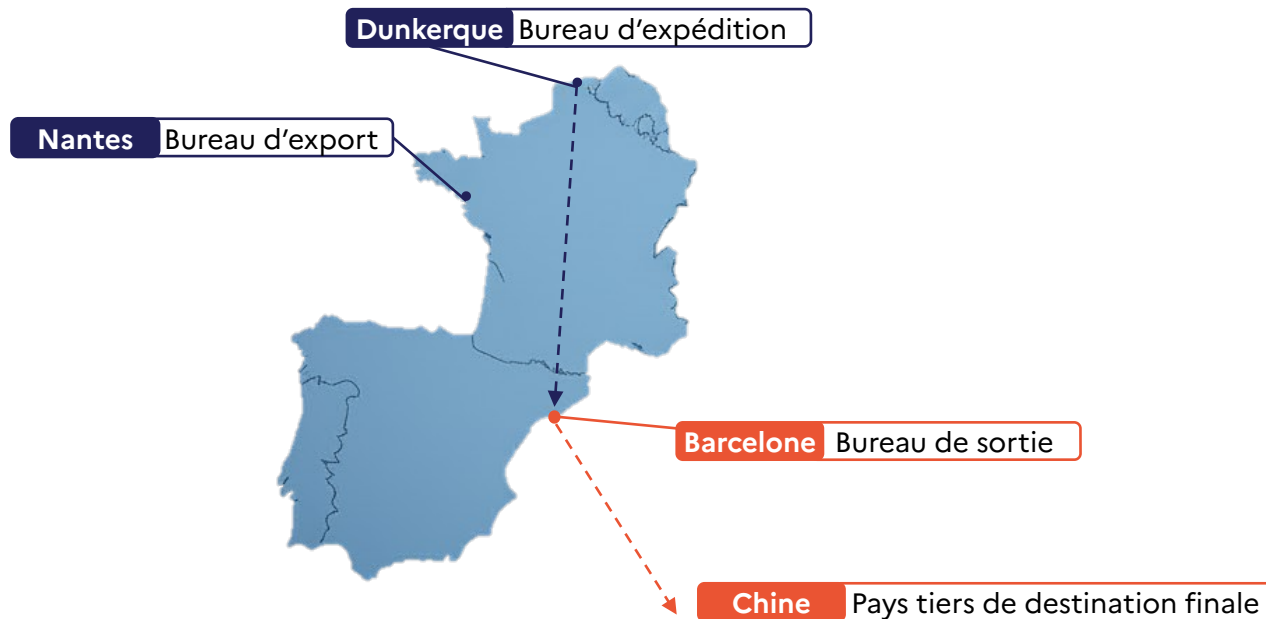 Dunkerque Bureau d’expédition
Nantes Bureau d’export
Barcelone Bureau de sortie
Chine Pays tiers de destination finale